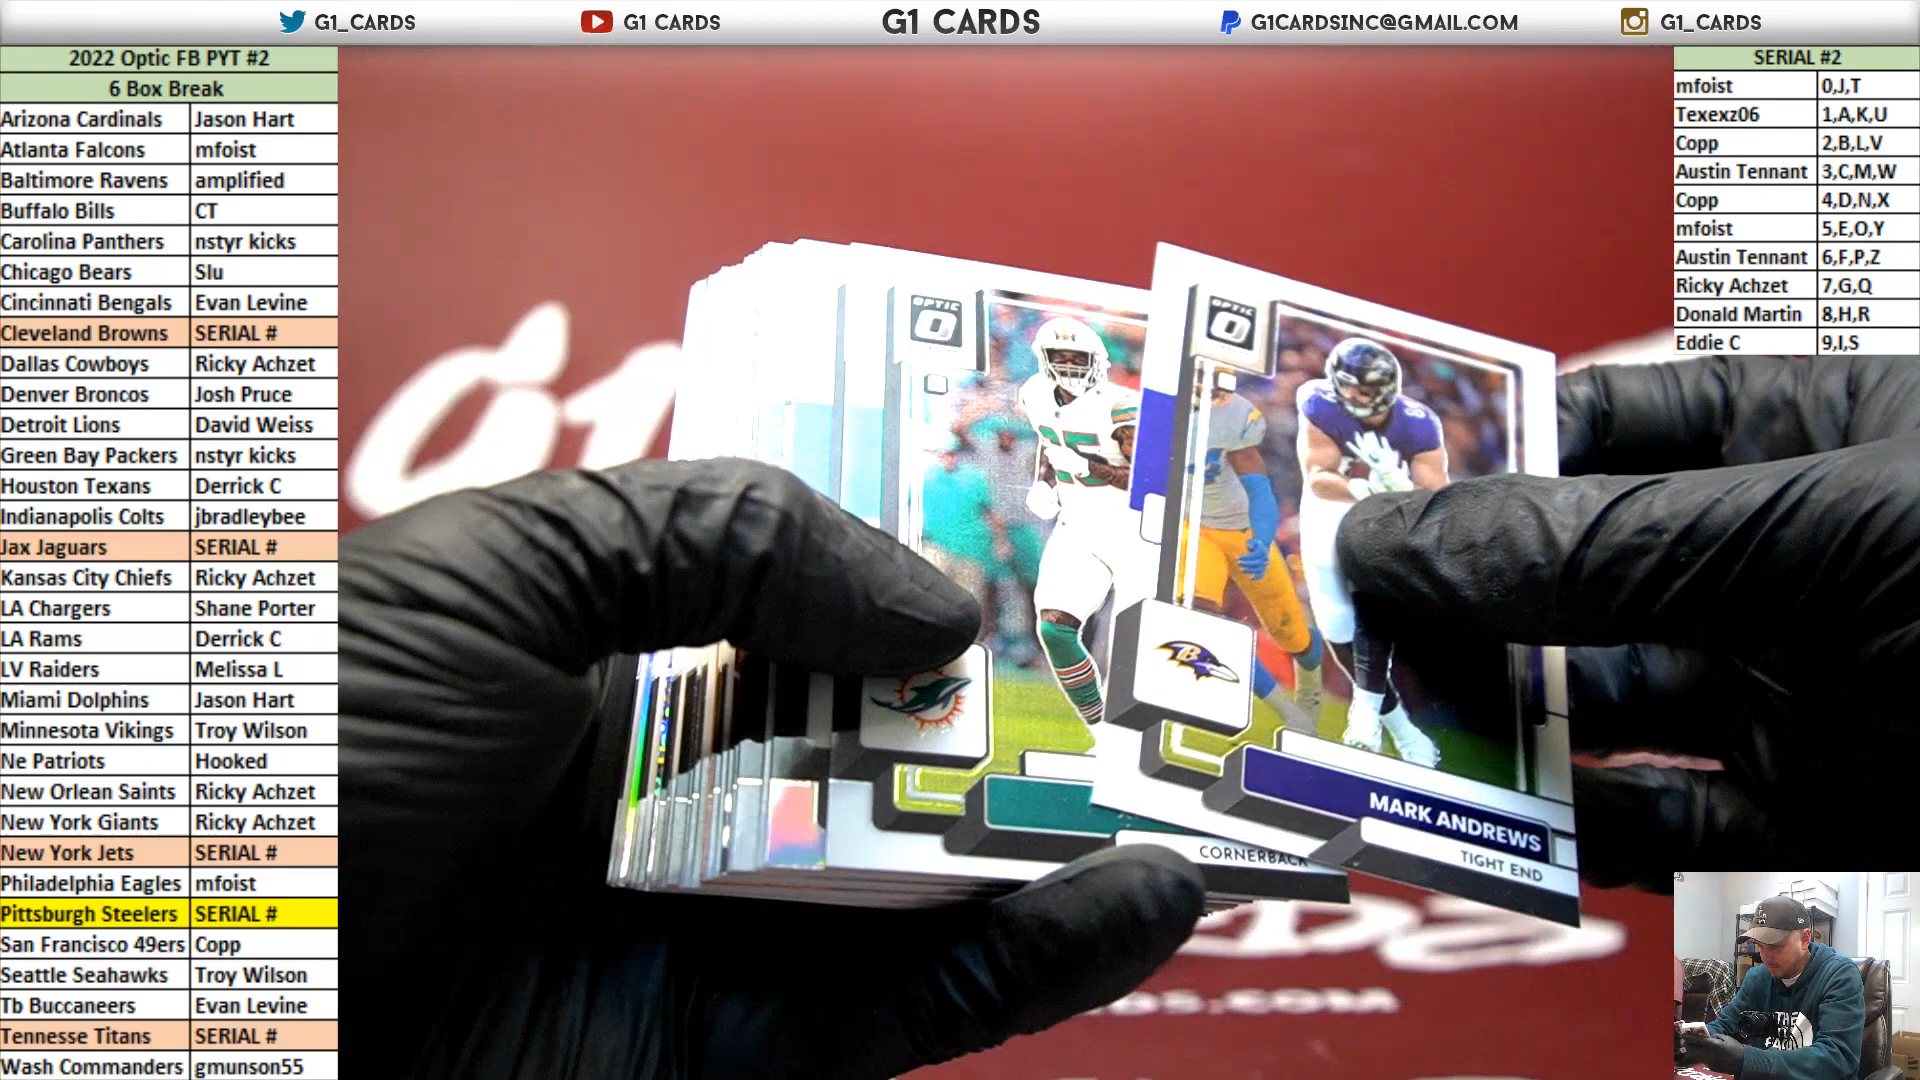 G1_CARDS
G1 CARDS
G1 CARDS
G1CARDSINC@GMAIL.COM
G1_CARDS
2022 Optic FB PYT #2
6 Box Break
Arizona Cardinals Jason Hart
Atlanta Falcons mfoist
Baltimore Ravens amplified
Buffalo Bills CT
Carolina Panthers nstyr kicks
Chicago Bears Slu
Cincinnati Bengals Evan Levine
Cleveland Browns SERIAL #
Dallas Cowboys Ricky Achzet
Denver Broncos Josh Pruce
Detroit Lions David Weiss
Green Bay Packers nstyr kicks
Houston Texans Derrick C
Indianapolis Colts jbradleybee
Jax Jaguars SERIAL #
Kansas City Chiefs Ricky Achzet
LA Chargers Shane Porter
LA Rams Derrick C
LV Raiders Melissa L
Miami Dolphins Jason Hart
Minnesota Vikings Troy Wilson
Ne Patriots Hooked
New Orlean Saints Ricky Achzet
New York Giants Ricky Achzet
New York Jets SERIAL #
Philadelphia Eagles mfoist
Pittsburgh Steelers SERIAL #
San Francisco 49ers Copp
Seattle Seahawks Troy Wilson
Tb Buccaneers Evan Levine
Tennesse Titans SERIAL #
Wash Commanders gmunson55
SERIAL #2
mfoist 0,J,T
Texexz06 1,A,K,U
Copp 2,B,L,V
Austin Tennant 3,C,M,W
Copp 4,D,N,X
mfoist 5,E,O,Y
Austin Tennant 6,F,P,Z
Ricky Achzet 7,G,Q
Donald Martin 8,H,R
Eddie C 9,I,S
G1
OPTIC
OPTIC
MARK ANDREWS
TIGHT END
CORNERBACK